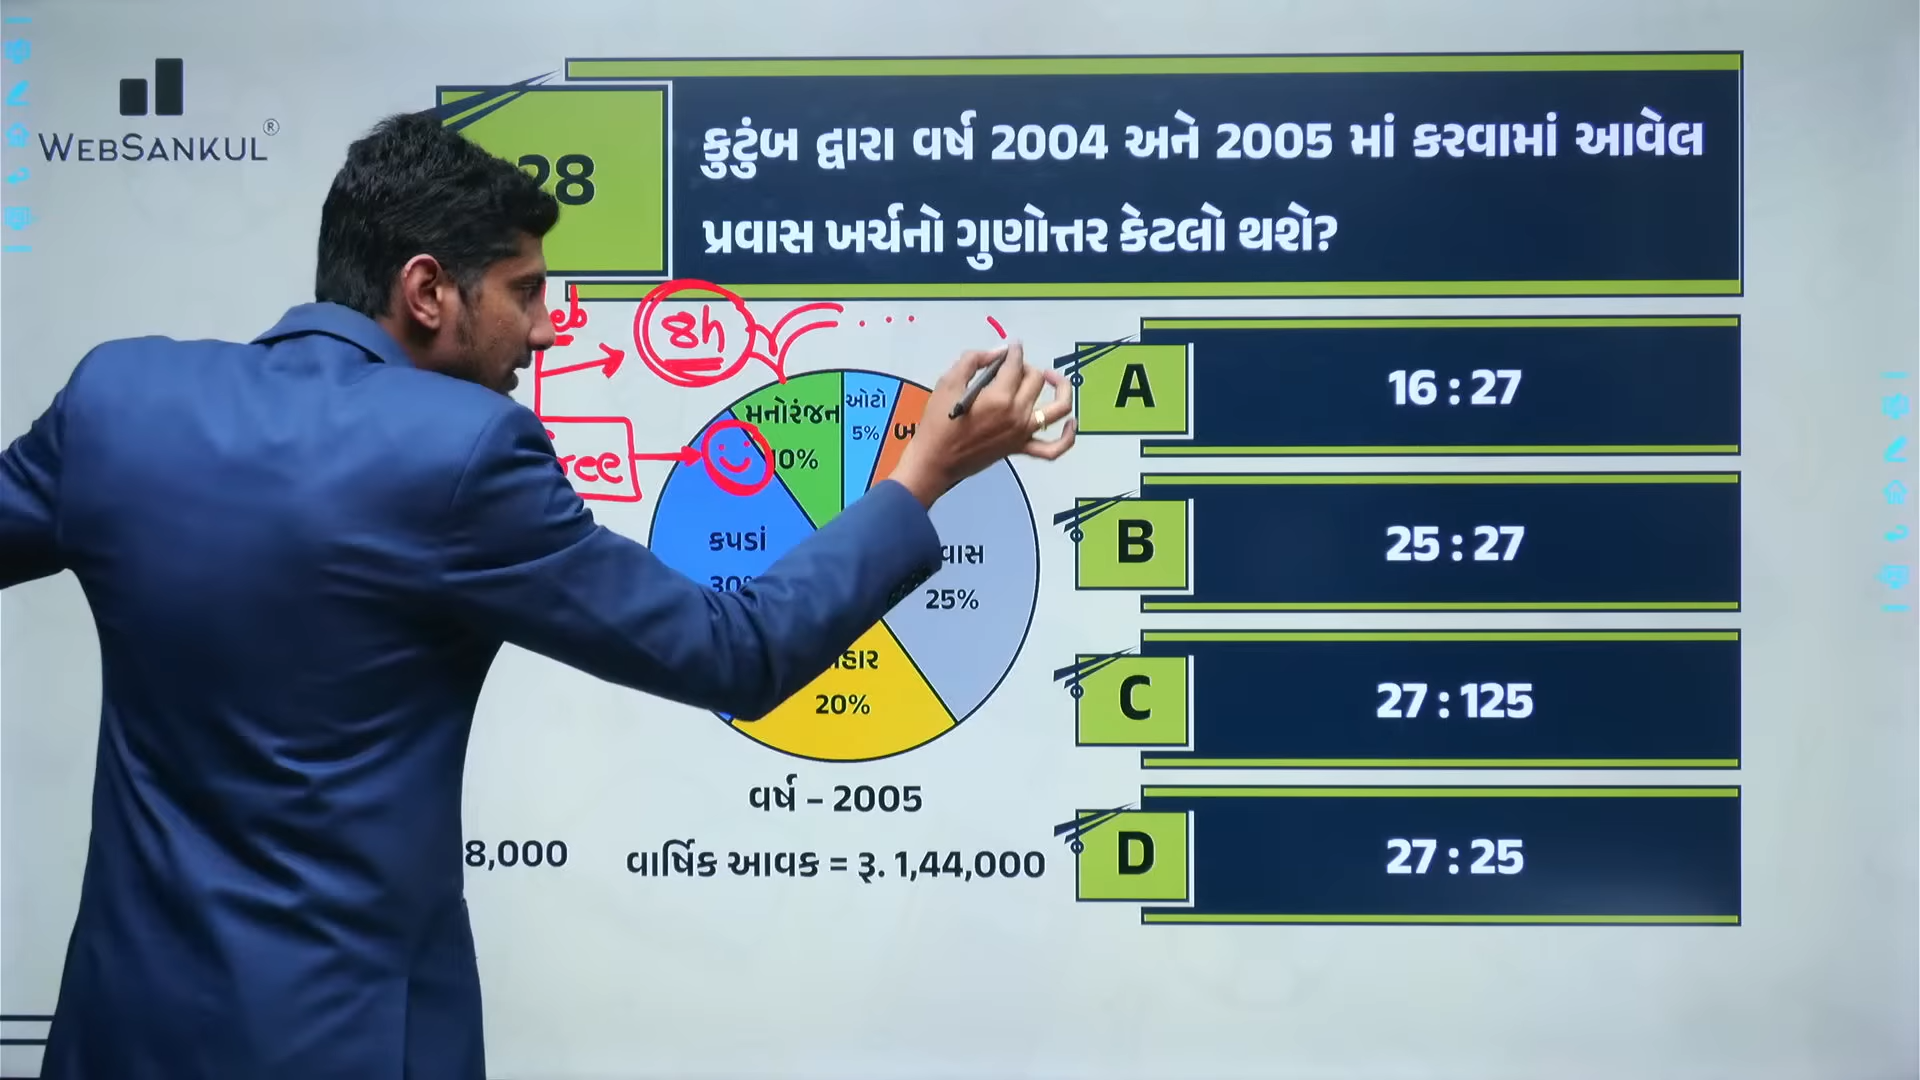 WEBSANKUL®
28
કુટુંબ દ્વારા વર્ષ 2004 અને 2005 માં કરવામાં આવેલ
પ્રવાસ ખર્ચનો ગુણોત્તર કેટલો થશે?
8h
મનોરંજન
10%
ઓટો
5%
કપડાં
25%
20%
વર્ષ – 2005
8,000
વાર્ષિક આવક = રૂ. 1,44,000
A
16 : 27
B
25 : 27
C
27 : 125
D
27 : 25